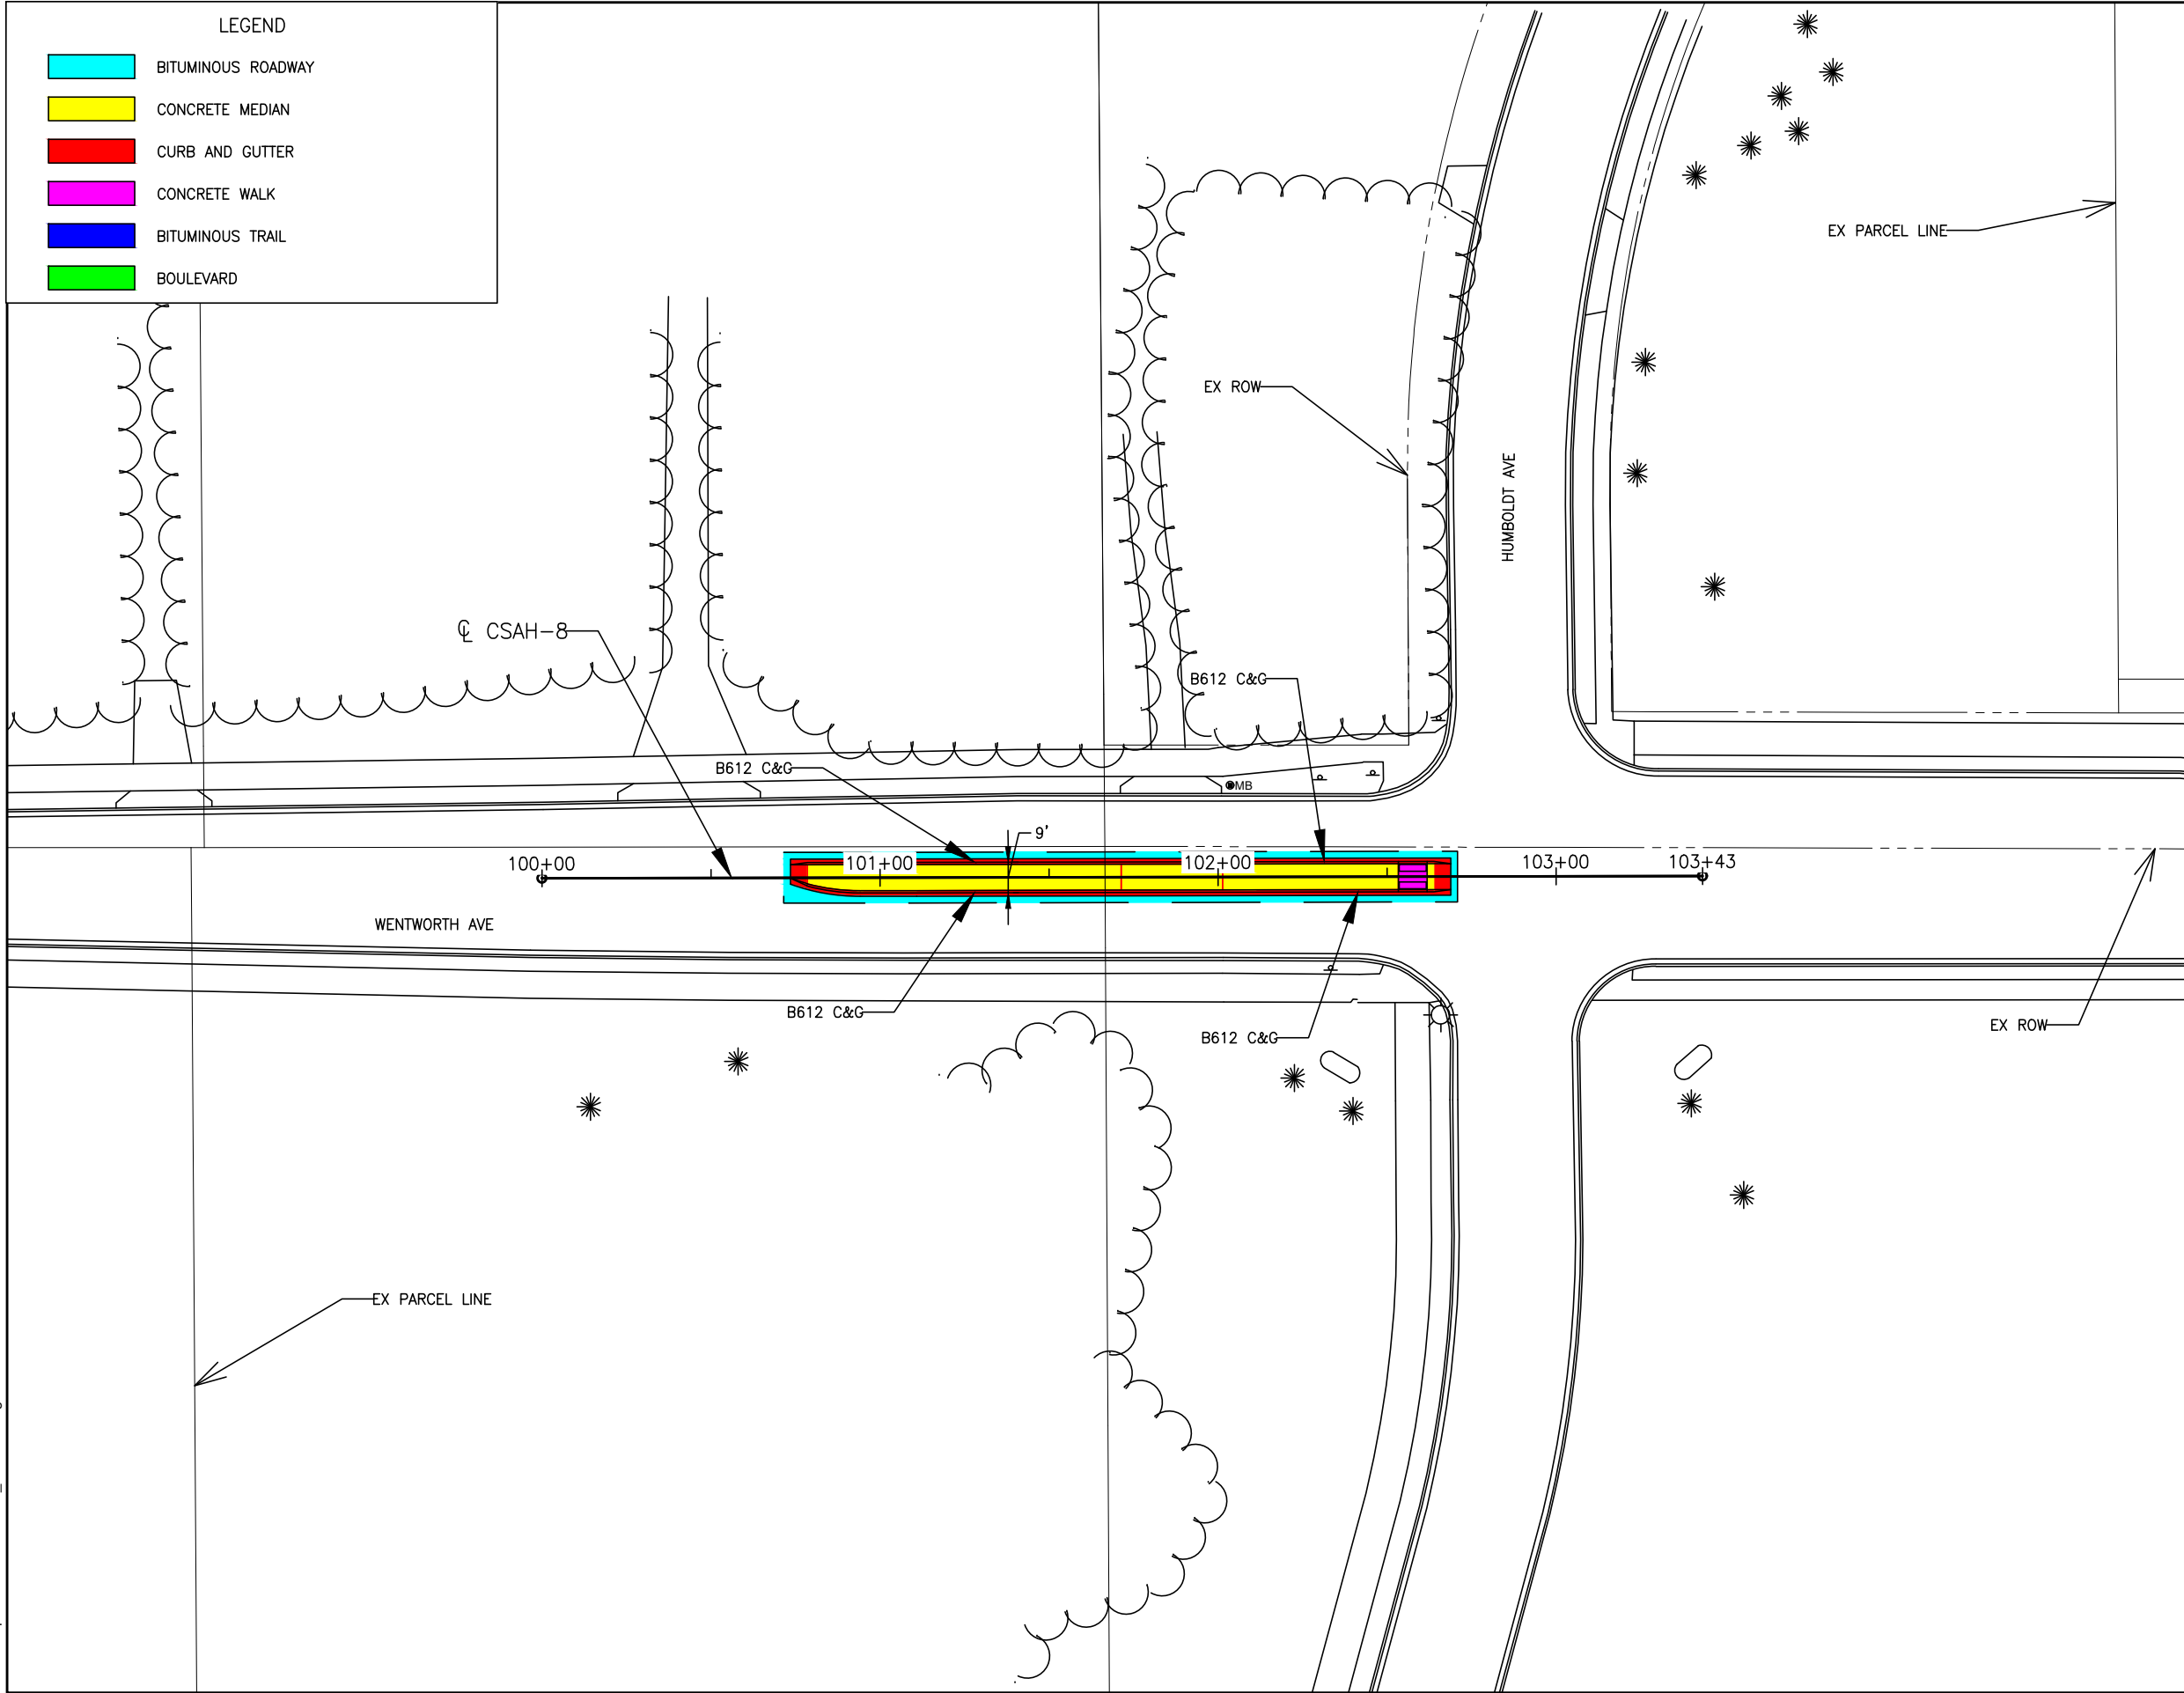 LEGEND
BITUMINOUS ROADWAY
CONCRETE MEDIAN
CURB AND GUTTER
CONCRETE WALK
BITUMINOUS TRAIL
BOULEVARD
EX PARCEL LINE
EX ROW
HUMBOLDT AVE
℄ CSAH-8
B612 C&G
B612 C&G
MB
9'
100+00
101+00
102+00
103+00
103+43
WENTWORTH AVE
B612 C&G
B612 C&G
EX ROW
EX PARCEL LINE